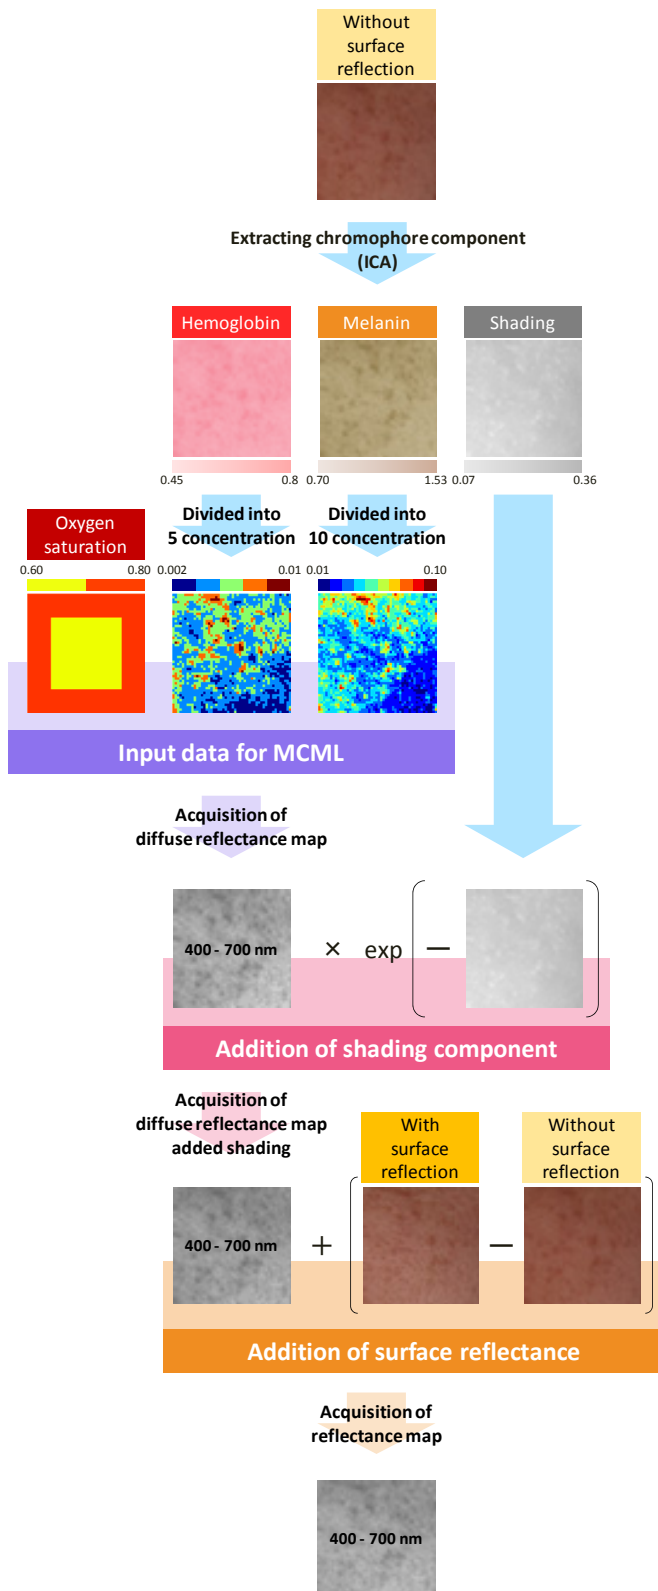 Without
surface
reflection
Extracting chromophore component
(ICA)
Hemoglobin
Melanin
Shading
0.45 0.8
0.70 1.53
0.07 0.36
Oxygen
saturation
Divided into
5 concentration
Divided into
10 concentration
0.60 0.80
0.002 0.01
0.01 0.10
Input data for MCML
Acquisition of
diffuse reflectance map
400 - 700 nm
× exp ( − )
Addition of shading component
Acquisition of
diffuse reflectance map
added shading
With
surface
reflection
Without
surface
reflection
400 - 700 nm
+ ( − )
Addition of surface reflectance
Acquisition of
reflectance map
400 - 700 nm